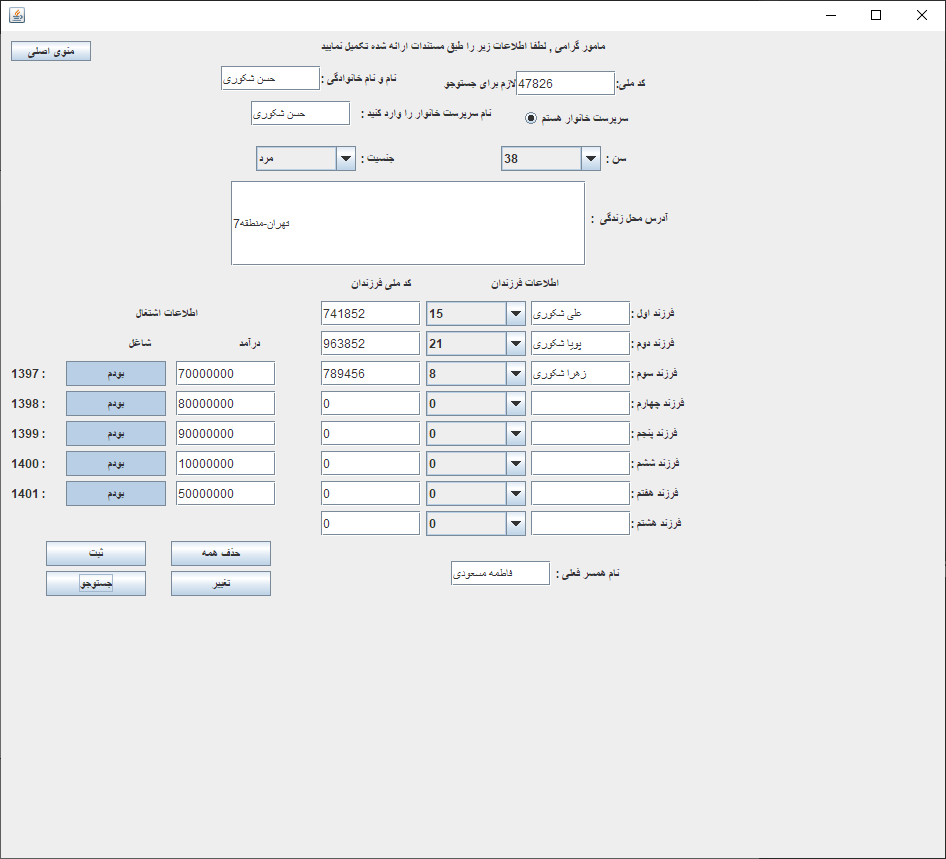 مامور گرامی , لطفا اطلاعات زیر را طبق مستندات ارائه شده تکمیل نمایید
منوی اصلی
کد ملی: 47826 لازم برای جستوجو
نام و نام خانوادگی : حسن شکوری
سرپرست خانوار هستم
نام سرپرست خانوار را وارد کنید : حسن شکوری
سن : 38
جنسیت : مرد
آدرس محل زندگی : تهران-منطقه7
اطلاعات فرزندان کد ملی فرزندان
فرزند اول : علی شکوری 15 741852
فرزند دوم : پویا شکوری 21 963852
فرزند سوم : زهرا شکوری 8 789456
فرزند چهارم : 0 0
فرزند پنجم : 0 0
فرزند ششم : 0 0
فرزند هفتم : 0 0
فرزند هشتم : 0 0
نام همسر فعلی : فاطمه مسعودی
اطلاعات اشتغال
درآمد شاغل
1397 : بودم 70000000
1398 : بودم 80000000
1399 : بودم 90000000
1400 : بودم 10000000
1401 : بودم 50000000
حذف همه ثبت
تغییر جستوجو